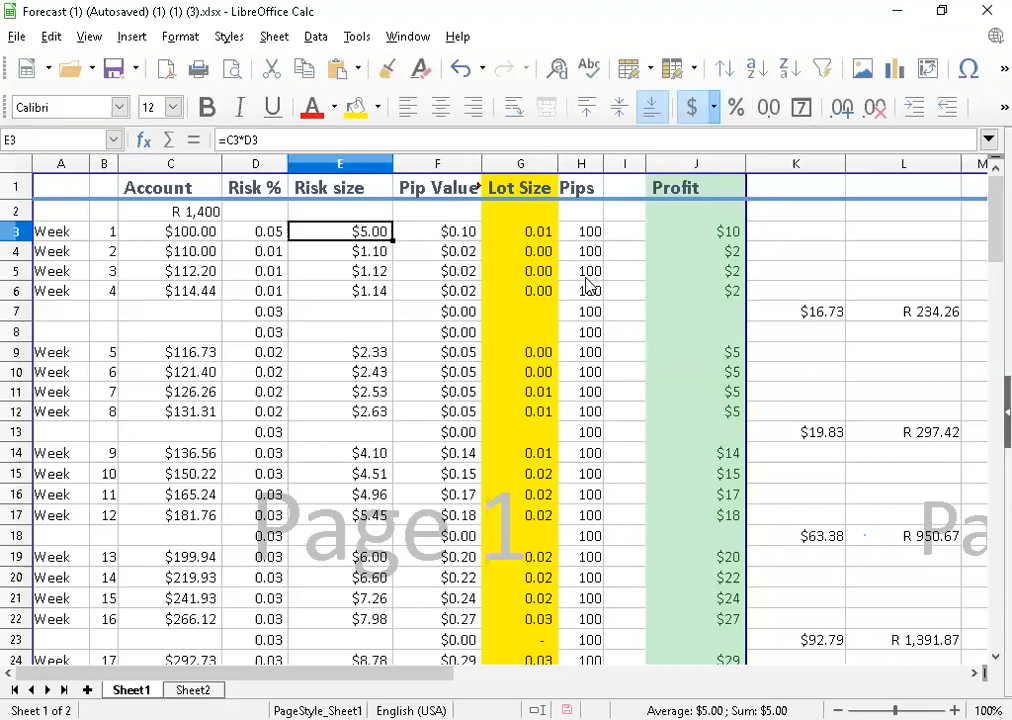 Forecast (1) (Autosaved) (1) (1) (3).xlsx - LibreOffice Calc
File Edit View Insert Format Styles Sheet Data Tools Window Help
Calibri 12
E3 =C3*D3
A B C D E F G H I J K L M
1 Account Risk % Risk size Pip Value Lot Size Pips Profit
2 R 1,400
3 Week 1 $100.00 0.05 $5.00 $0.10 0.01 100 $10
4 Week 2 $110.00 0.01 $1.10 $0.02 0.00 100 $2
5 Week 3 $112.20 0.01 $1.12 $0.02 0.00 100 $2
6 Week 4 $114.44 0.01 $1.14 $0.02 0.00 100 $2
7 0.03 $0.00 100 $16.73 R 234.26
8 0.03 $0.00 100
9 Week 5 $116.73 0.02 $2.33 $0.05 0.00 100 $5
10 Week 6 $121.40 0.02 $2.43 $0.05 0.00 100 $5
11 Week 7 $126.26 0.02 $2.53 $0.05 0.01 100 $5
12 Week 8 $131.31 0.02 $2.63 $0.05 0.01 100 $5
13 0.03 $0.00 100 $19.83 R 297.42
14 Week 9 $136.56 0.03 $4.10 $0.14 0.01 100 $14
15 Week 10 $150.22 0.03 $4.51 $0.15 0.02 100 $15
16 Week 11 $165.24 0.03 $4.96 $0.17 0.02 100 $17
17 Week 12 $181.76 0.03 $5.45 $0.18 0.02 100 $18
Page 1 Pa
18 0.03 $0.00 100 $63.38 R 950.67
19 Week 13 $199.94 0.03 $6.00 $0.20 0.02 100 $20
20 Week 14 $219.93 0.03 $6.60 $0.22 0.02 100 $22
21 Week 15 $241.93 0.03 $7.26 $0.24 0.02 100 $24
22 Week 16 $266.12 0.03 $7.98 $0.27 0.03 100 $27
23 0.03 $0.00 - 100 $92.79 R 1,391.87
24 Week 17 $292.73 0.03 $8.78 $0.29 0.03 100 $29
Sheet1 Sheet2
Sheet 1 of 2 PageStyle_Sheet1 English (USA) Average: $5.00 ; Sum: $5.00 100%